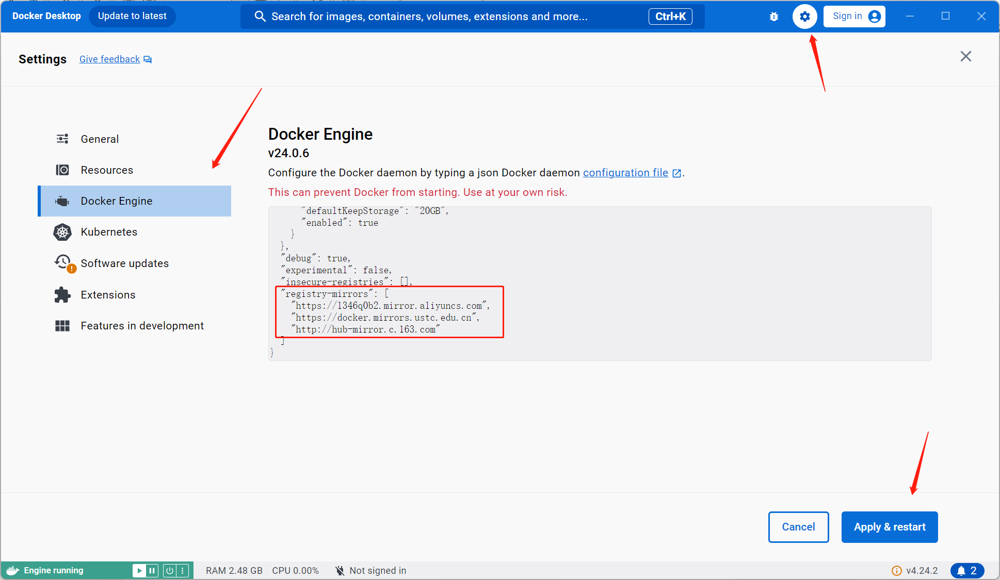 Docker Desktop
Update to latest
Search for images, containers, volumes, extensions and more...
Ctrl+K
Sign in
Settings
Give feedback
General
Resources
Docker Engine
Kubernetes
Software updates
Extensions
Features in development
Docker Engine
v24.0.6
Configure the Docker daemon by typing a json Docker daemon configuration file.
This can prevent Docker from starting. Use at your own risk.
"defaultKeepStorage": "20GB",
"enabled": true
}
},
"debug": true,
"experimental": false,
"insecure-registries": [],
"registry-mirrors": [
"https://l346q0b2.mirror.aliyuncs.com",
"https://docker.mirrors.ustc.edu.cn",
"http://hub-mirror.c.163.com"
]
}
Cancel
Apply & restart
Engine running
RAM 2.48 GB
CPU 0.00%
Not signed in
v4.24.2
2